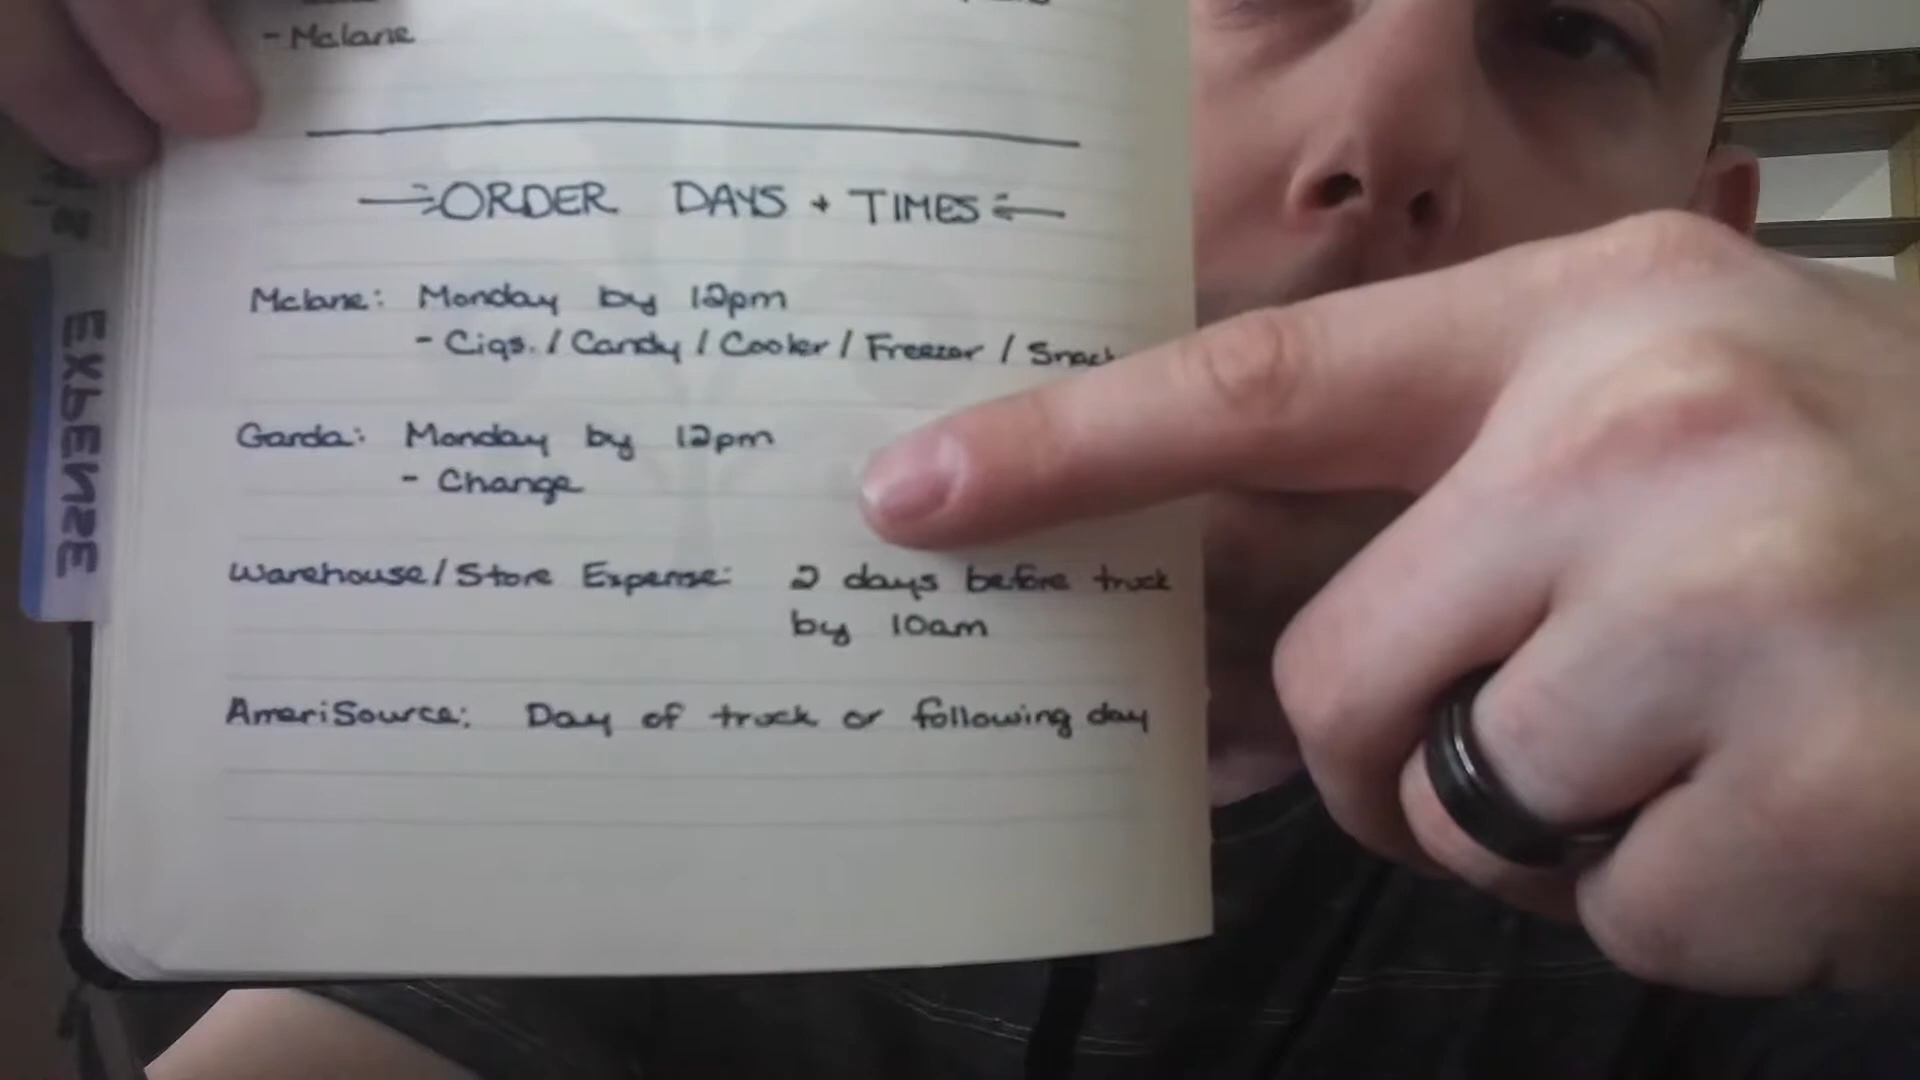 - Mclane
ORDER DAYS + TIMES
Mclane: Monday by 12pm
- Cigs. / Candy / Cooler / Freezer /
Garda: Monday by 12pm
- Change
Warehouse/Store Expense: 2 days before truck
by 10am
AmeriSource: Day of truck or following day
EXPENSE